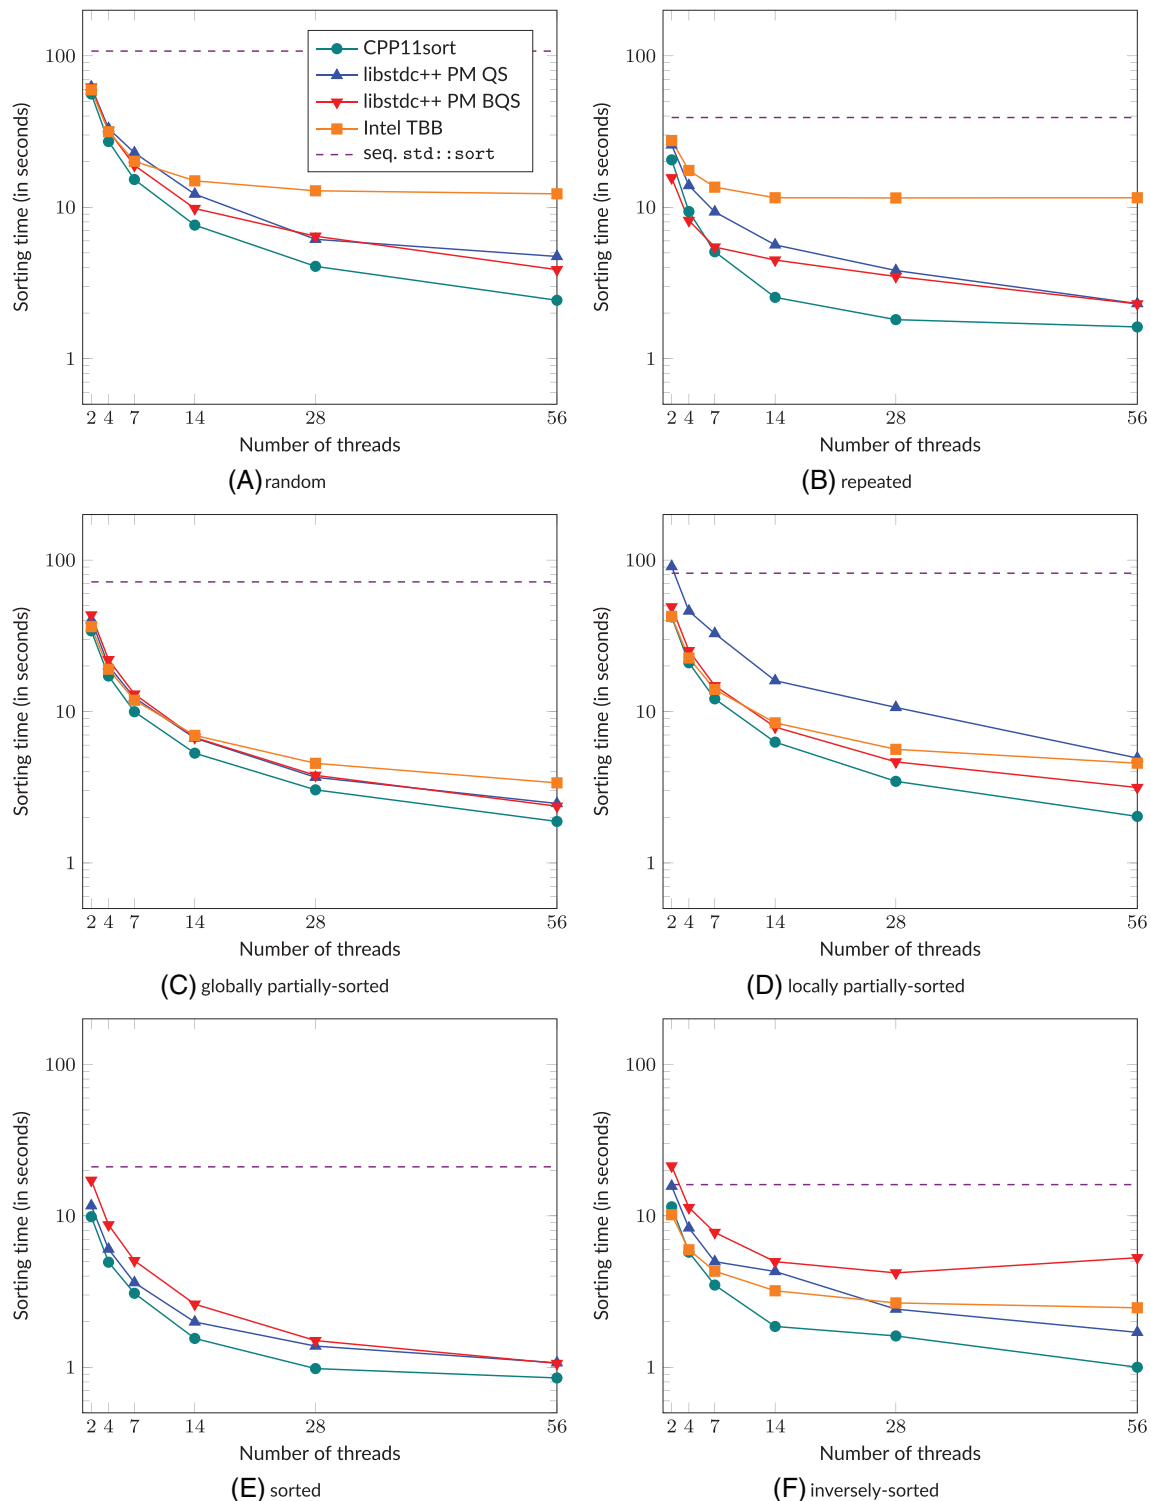 100
10
1
Sorting time (in seconds)
CPP11sort
libstdc++ PM QS
libstdc++ PM BQS
Intel TBB
seq. std::sort
2 4 7 14 28 56
Number of threads
(A) random
100
10
1
Sorting time (in seconds)
2 4 7 14 28 56
Number of threads
(B) repeated
100
10
1
Sorting time (in seconds)
2 4 7 14 28 56
Number of threads
(C) globally partially-sorted
100
10
1
Sorting time (in seconds)
2 4 7 14 28 56
Number of threads
(D) locally partially-sorted
100
10
1
Sorting time (in seconds)
2 4 7 14 28 56
Number of threads
(E) sorted
100
10
1
Sorting time (in seconds)
2 4 7 14 28 56
Number of threads
(F) inversely-sorted